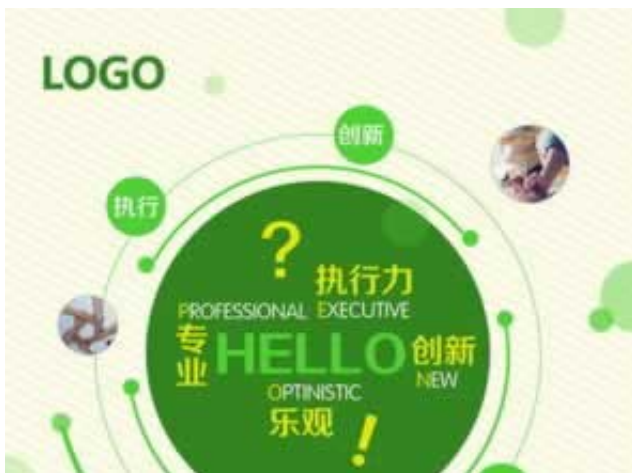 LOGO
创新
执行
?
执行力
PROFESSIONAL EXECUTIVE
专业
HELLO
创新
NEW
OPTINISTIC
乐观
!